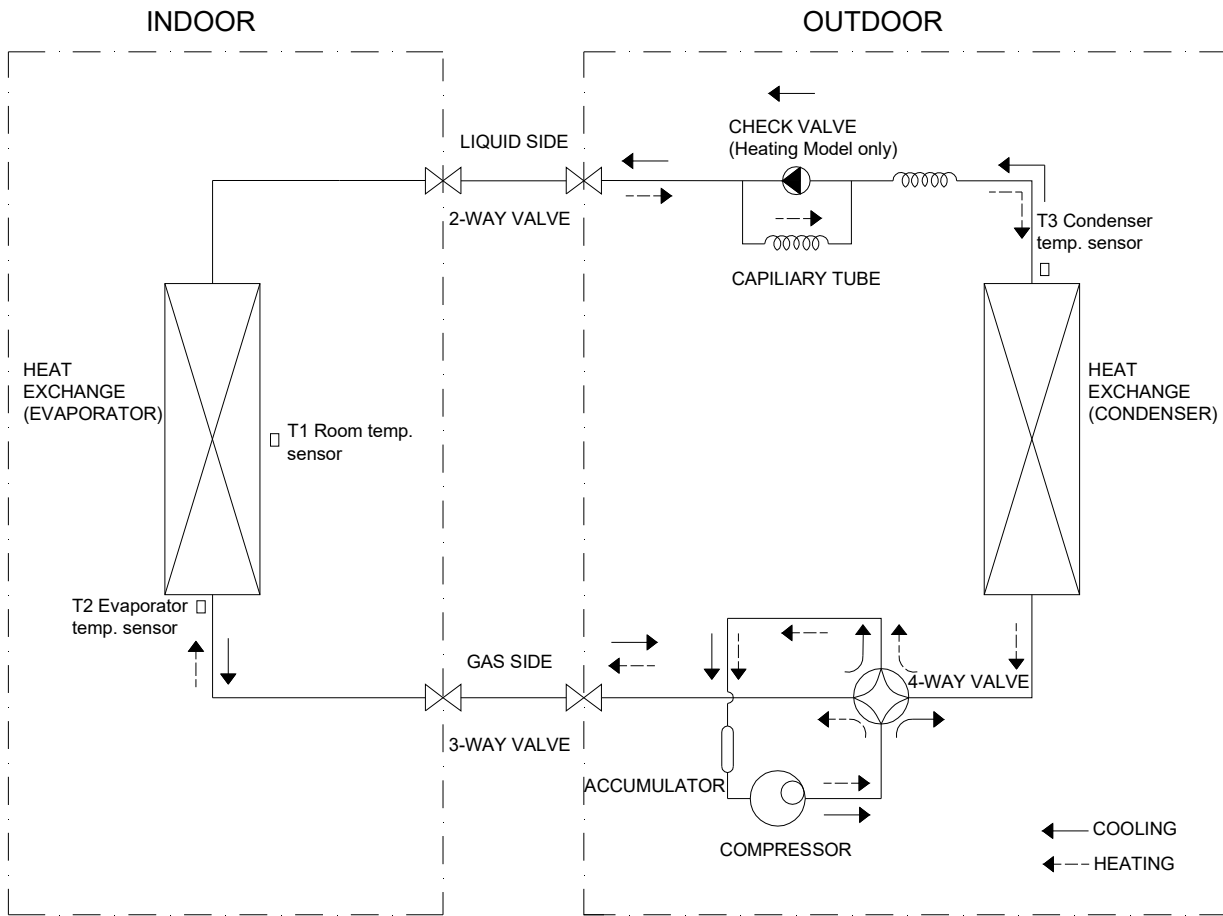 INDOOR
OUTDOOR
LIQUID SIDE
2-WAY VALVE
CHECK VALVE
(Heating Model only)
CAPILIARY TUBE
T3 Condenser
temp. sensor
HEAT
EXCHANGE
(EVAPORATOR)
T1 Room temp.
sensor
HEAT
EXCHANGE
(CONDENSER)
T2 Evaporator
temp. sensor
GAS SIDE
3-WAY VALVE
4-WAY VALVE
ACCUMULATOR
COMPRESSOR
COOLING
HEATING